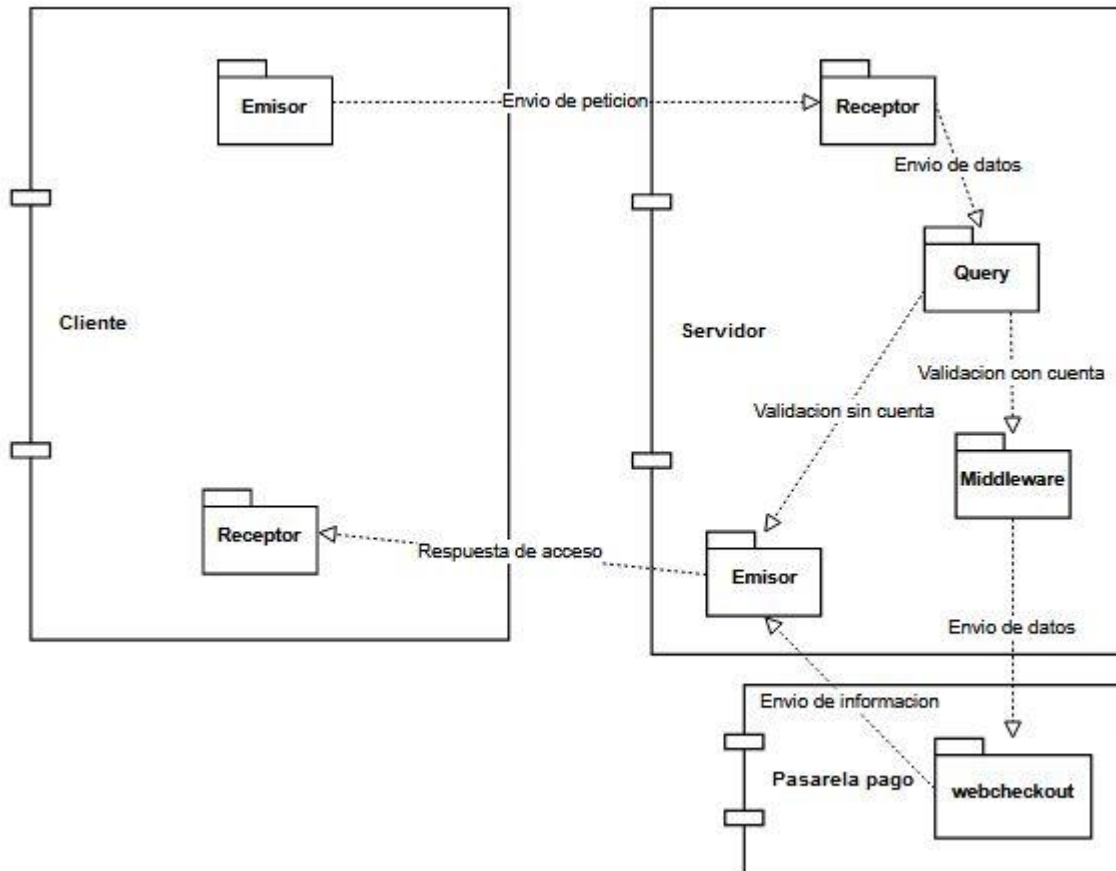 Emisor
Envio de peticion
Receptor
Envio de datos
Query
Cliente
Servidor
Validacion con cuenta
Validacion sin cuenta
Middleware
Receptor
Respuesta de acceso
Emisor
Envio de datos
Envio de informacion
Pasarela pago
webcheckout